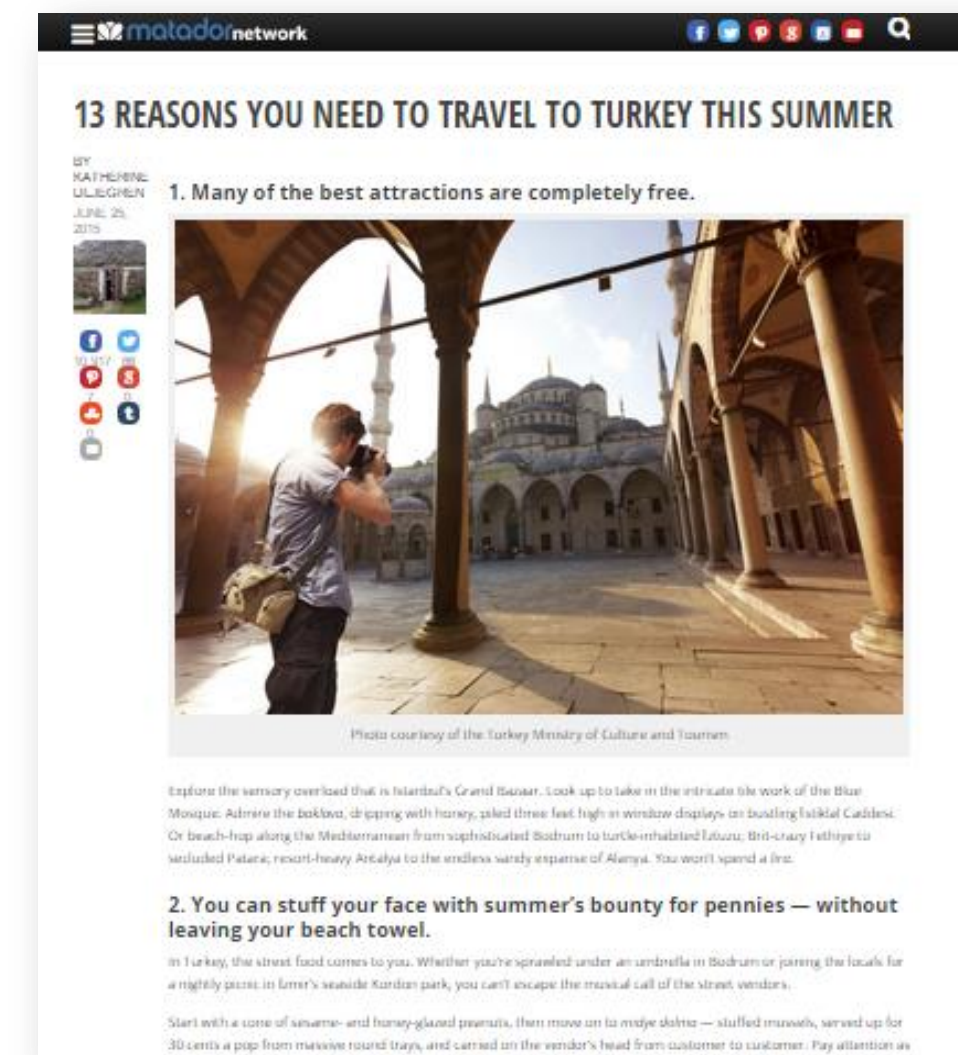 matadornetwork
13 REASONS YOU NEED TO TRAVEL TO TURKEY THIS SUMMER
BY
KATHERINE
LILJEGREN
JUNE 25,
2015
1. Many of the best attractions are completely free.
Photo courtesy of the Turkey Ministry of Culture and Tourism
Explore the sensory overload that is Istanbul's Grand Bazaar. Look up to take in the intricate tile work of the Blue
Mosque. Admire the baklava, dripping with honey, piled three feet high in window displays on bustling İstiklal Caddesi.
Or beach-hop along the Mediterranean from sophisticated Bodrum to turtle-inhabited İztuzu; Brit-crazy Fethiye to
secluded Patara; resort-heavy Antalya to the endless sandy expanse of Alanya. You won't spend a lira.
2. You can stuff your face with summer's bounty for pennies — without
leaving your beach towel.
In Turkey, the street food comes to you. Whether you're sprawled under an umbrella in Bodrum or joining the locals for
a nightly picnic in İzmir's seaside Kordon park, you can't escape the musical call of the street vendors.
Start with a cone of sesame- and honey-glazed peanuts, then move on to midye dolma — stuffed mussels, served up for
30 cents a pop from massive round trays, and carried on the vendor's head from customer to customer. Pay attention as